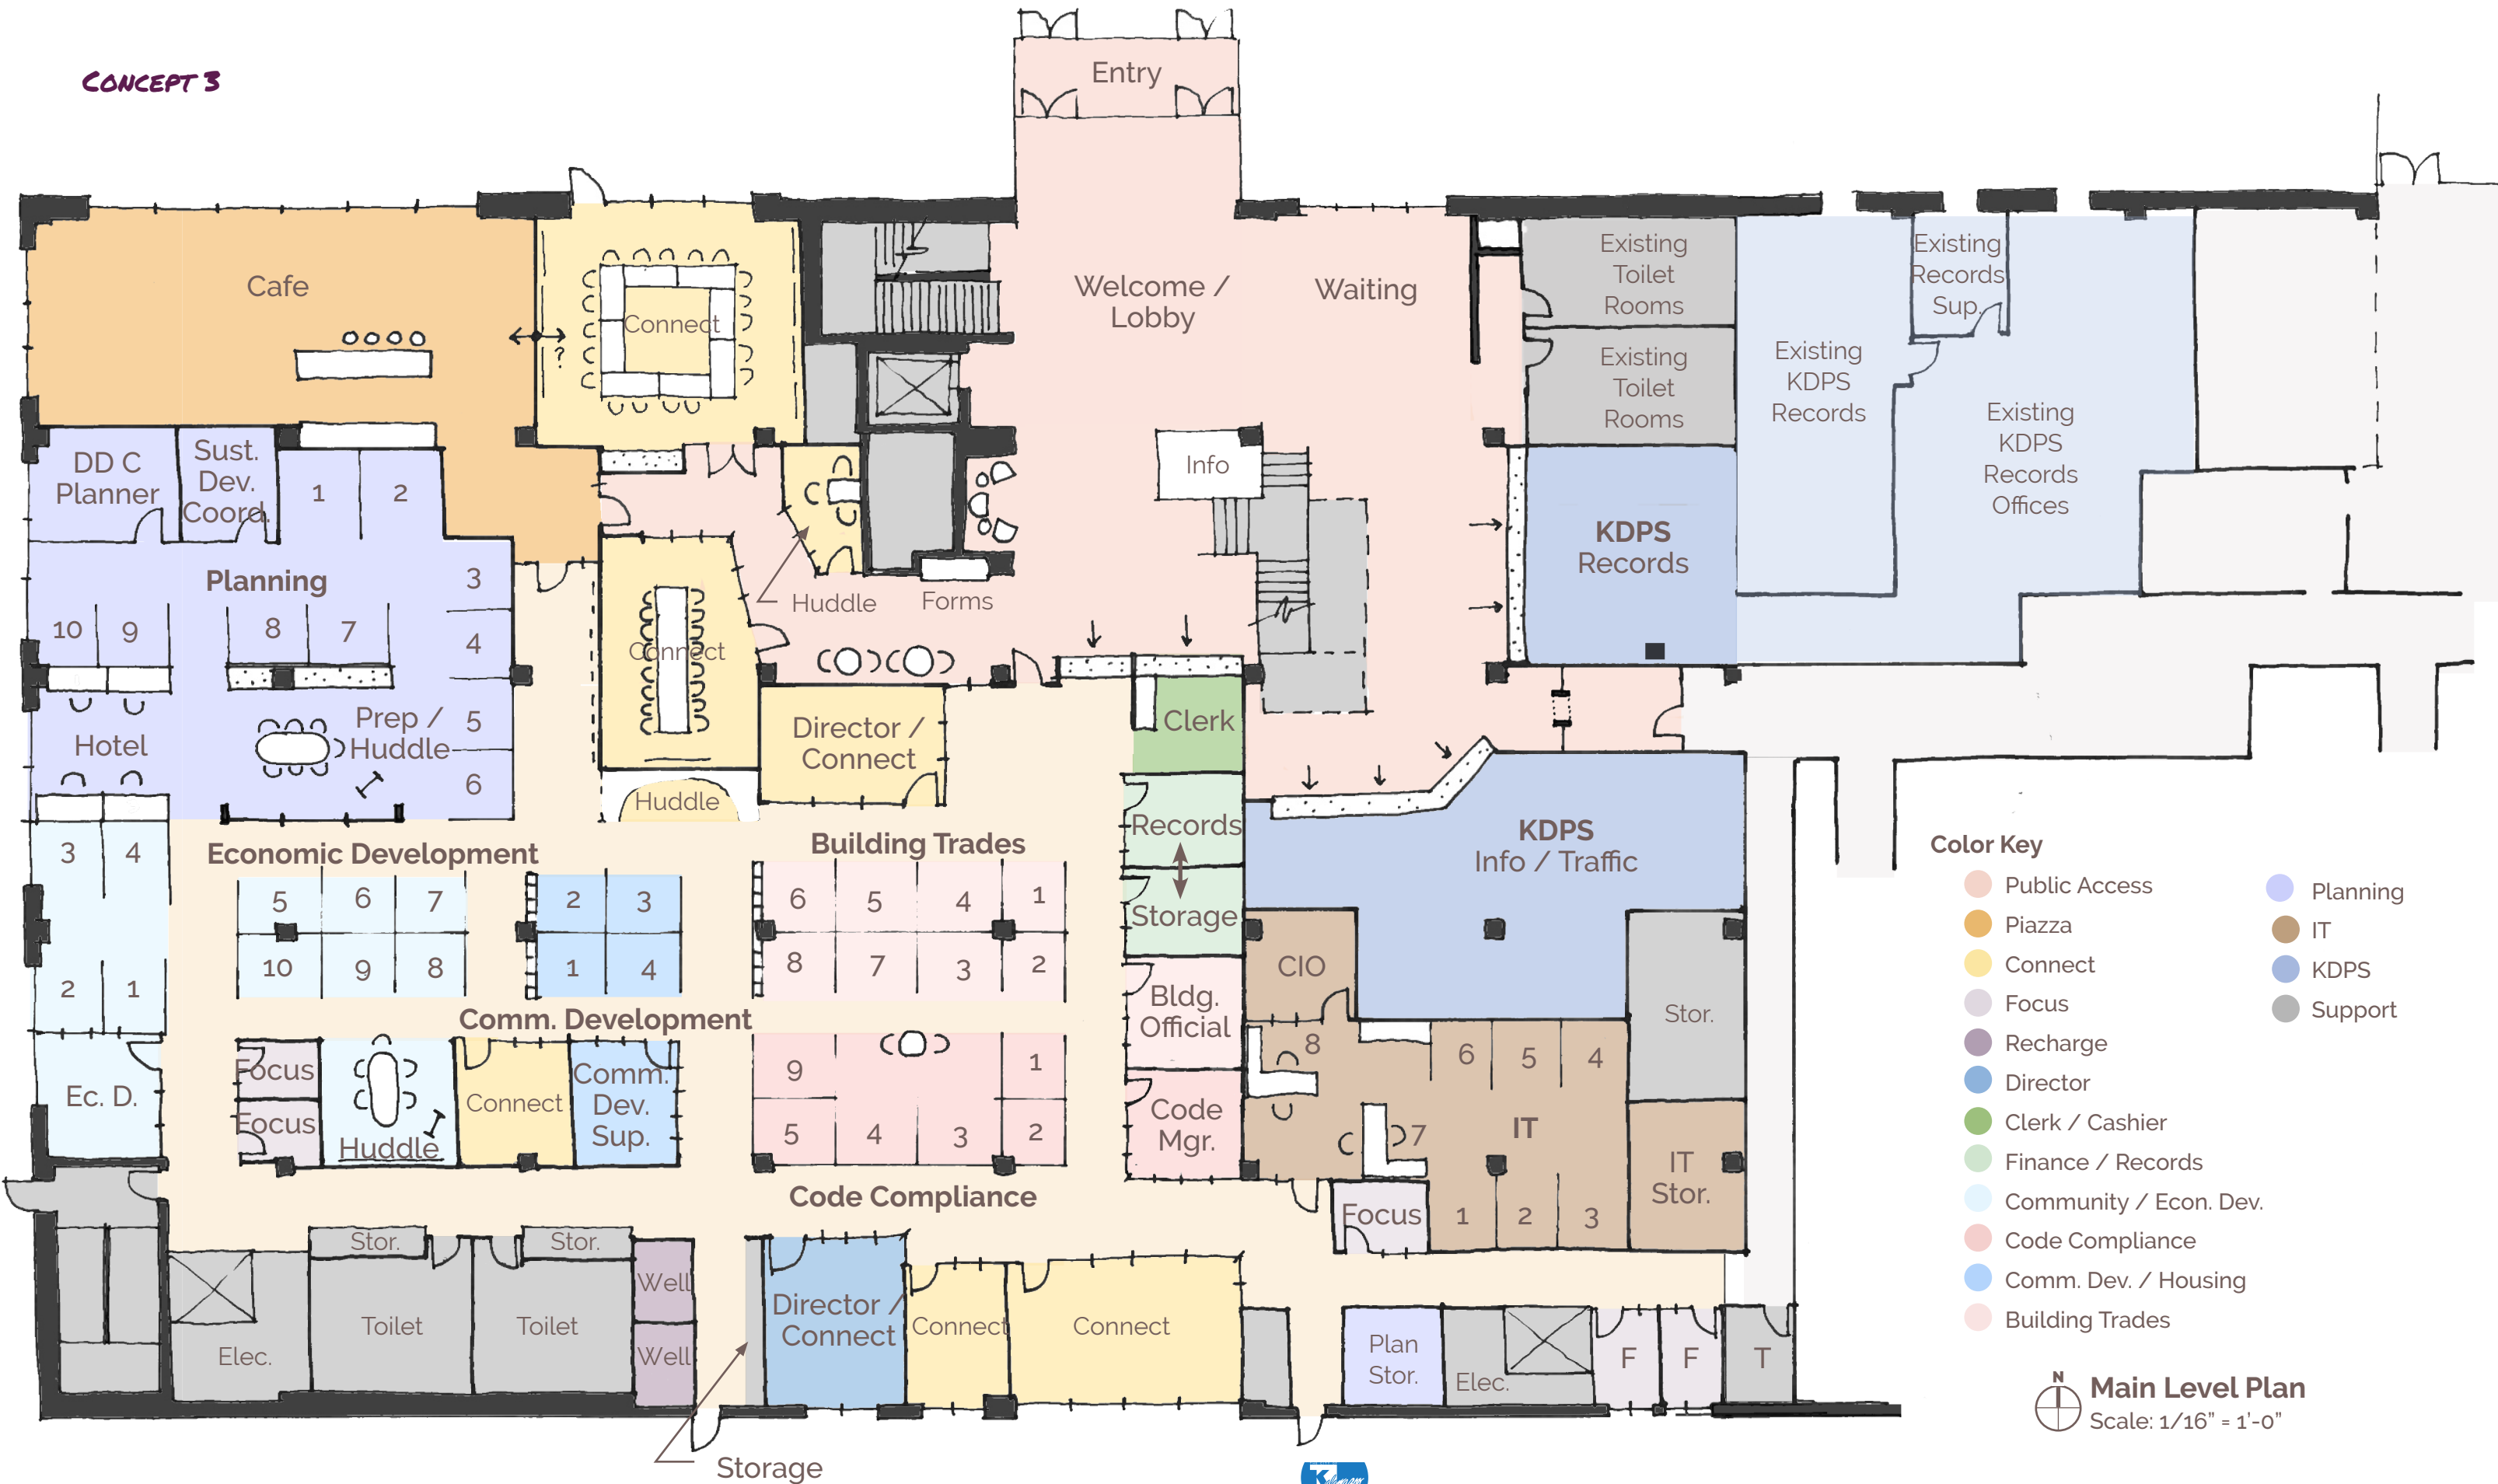 CONCEPT 3
Entry
Cafe
Connect
?
Welcome /
Lobby
Waiting
Existing
Toilet
Rooms
Existing
Toilet
Rooms
Existing
KDPS
Records
Existing
Records
Sup.
Existing
KDPS
Records
Offices
DD C
Planner
Sust.
Dev.
Coord.
1
2
Info
KDPS
Records
Planning
3
10
9
8
7
4
Connect
Huddle
Forms
Hotel
Prep /
Huddle
5
6
Director /
Connect
Huddle
Clerk
Records
Storage
KDPS
Info / Traffic
Economic Development
Building Trades
3
4
5
6
7
10
9
8
2
1
2
3
1
4
6
5
4
1
8
7
3
2
Comm. Development
CIO
Bldg.
Official
Stor.
Ec. D.
Focus
Focus
Huddle
Connect
Comm.
Dev.
Sup.
9
1
5
4
3
2
Code
Mgr.
8
6
5
4
7
IT
IT
Stor.
Code Compliance
Focus
1
2
3
Stor.
Stor.
Elec.
Toilet
Toilet
Well
Well
Director /
Connect
Connect
Connect
Plan
Stor.
Elec.
F
F
T
Storage
Color Key
Public Access
Piazza
Connect
Focus
Recharge
Director
Clerk / Cashier
Finance / Records
Community / Econ. Dev.
Code Compliance
Comm. Dev. / Housing
Building Trades
Planning
IT
KDPS
Support
N
Main Level Plan
Scale: 1/16” = 1’-0”